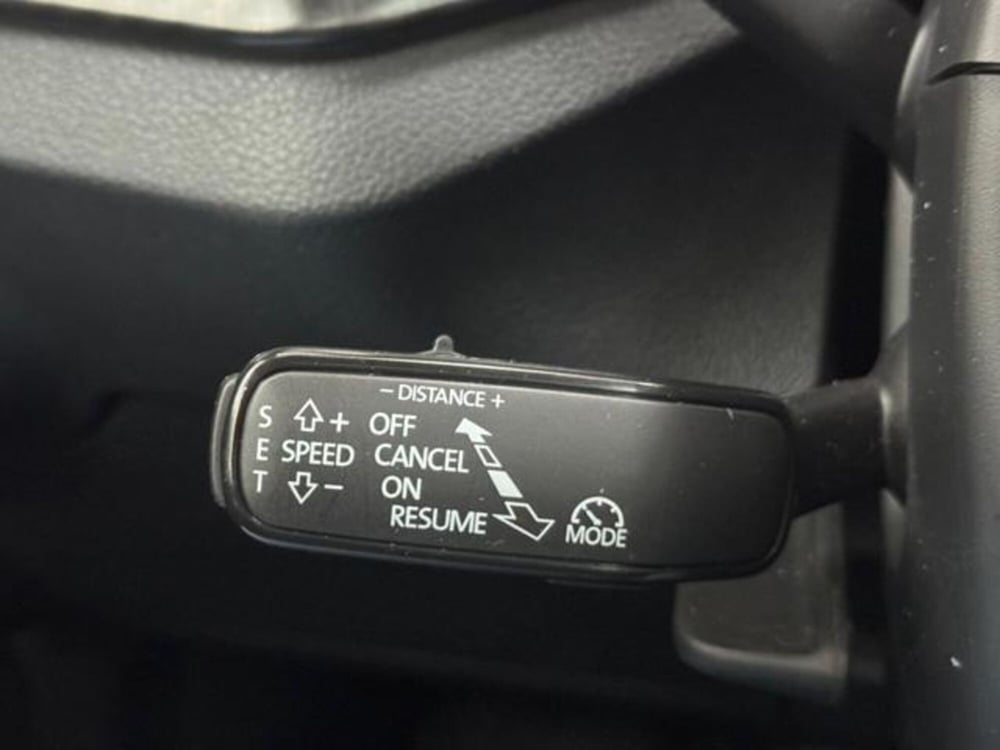 − DISTANCE +
S + OFF
E SPEED CANCEL
T − ON
RESUME
MODE